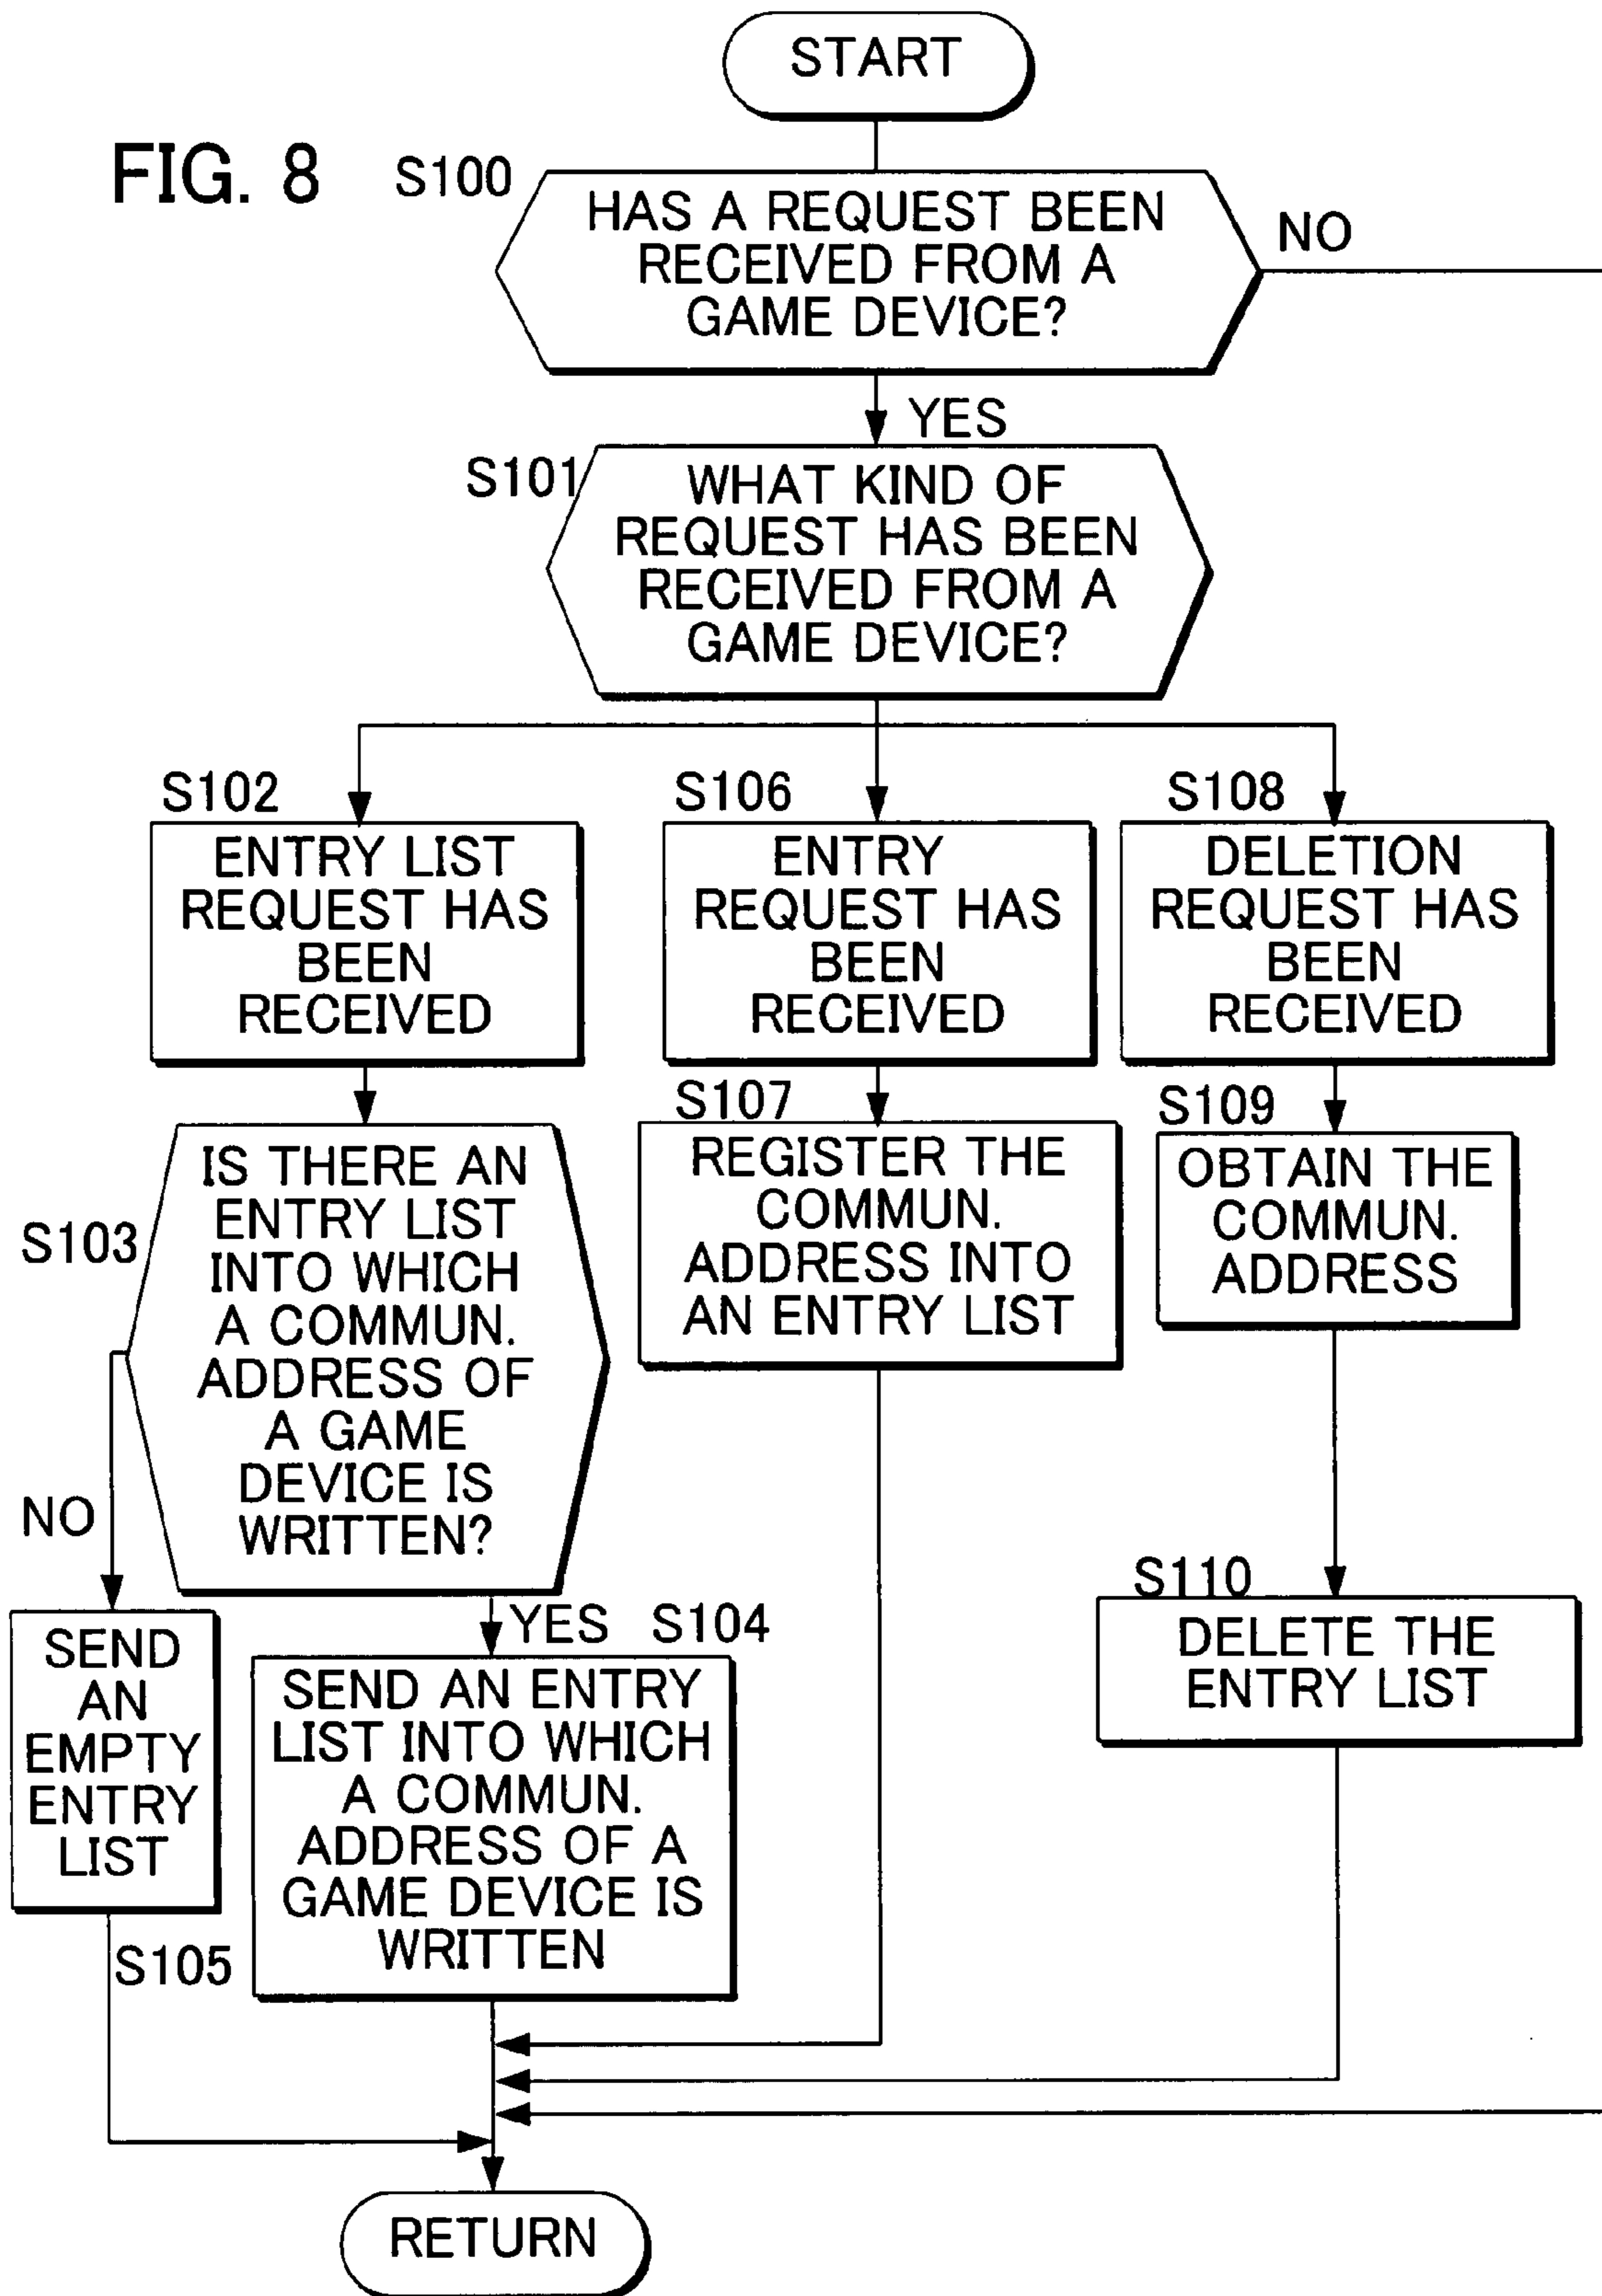 START
FIG. 8
S100
HAS A REQUEST BEEN
RECEIVED FROM A
GAME DEVICE?
NO
YES
S101
WHAT KIND OF
REQUEST HAS BEEN
RECEIVED FROM A
GAME DEVICE?
S102
ENTRY LIST
REQUEST HAS
BEEN
RECEIVED
S106
ENTRY
REQUEST HAS
BEEN
RECEIVED
S108
DELETION
REQUEST HAS
BEEN
RECEIVED
S103
IS THERE AN
ENTRY LIST
INTO WHICH
A COMMUN.
ADDRESS OF
A GAME
DEVICE IS
WRITTEN?
S107
REGISTER THE
COMMUN.
ADDRESS INTO
AN ENTRY LIST
S109
OBTAIN THE
COMMUN.
ADDRESS
NO
YES
S104
S110
DELETE THE
ENTRY LIST
SEND
AN
EMPTY
ENTRY
LIST
S105
SEND AN ENTRY
LIST INTO WHICH
A COMMUN.
ADDRESS OF A
GAME DEVICE IS
WRITTEN
RETURN